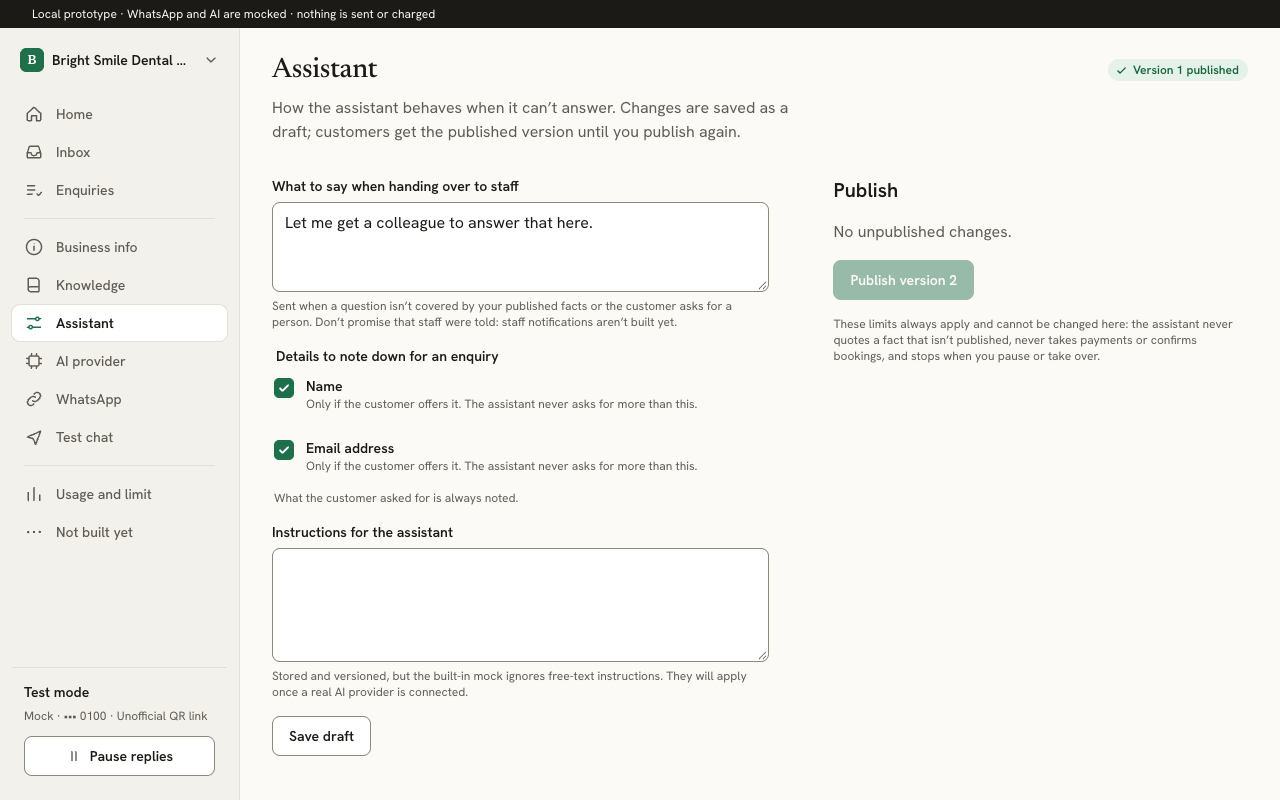 Local prototype · WhatsApp and AI are mocked · nothing is sent or charged
B
Bright Smile Dental ...
Home
Inbox
Enquiries
Business info
Knowledge
Assistant
AI provider
WhatsApp
Test chat
Usage and limit
Not built yet
Test mode
Mock · ••• 0100 · Unofficial QR link
Pause replies
Assistant
Version 1 published
How the assistant behaves when it can’t answer. Changes are saved as a
draft; customers get the published version until you publish again.
What to say when handing over to staff
Let me get a colleague to answer that here.
Sent when a question isn’t covered by your published facts or the customer asks for a
person. Don’t promise that staff were told: staff notifications aren’t built yet.
Details to note down for an enquiry
Name
Only if the customer offers it. The assistant never asks for more than this.
Email address
Only if the customer offers it. The assistant never asks for more than this.
What the customer asked for is always noted.
Instructions for the assistant
Stored and versioned, but the built-in mock ignores free-text instructions. They will apply
once a real AI provider is connected.
Save draft
Publish
No unpublished changes.
Publish version 2
These limits always apply and cannot be changed here: the assistant never
quotes a fact that isn’t published, never takes payments or confirms
bookings, and stops when you pause or take over.